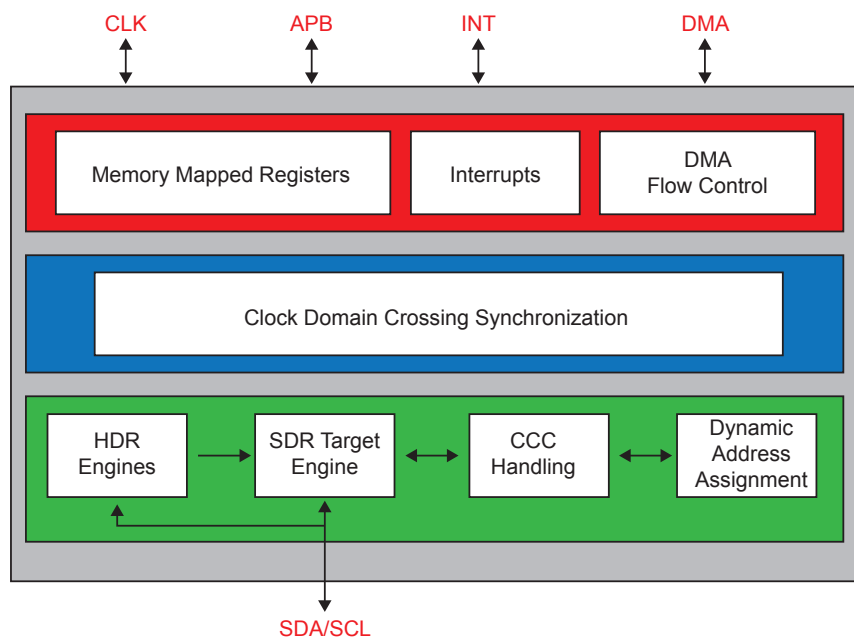 CLK
APB
INT
DMA
Memory Mapped Registers
Interrupts
DMA
Flow Control
Clock Domain Crossing Synchronization
HDR
Engines
SDR Target
Engine
CCC
Handling
Dynamic
Address
Assignment
SDA/SCL